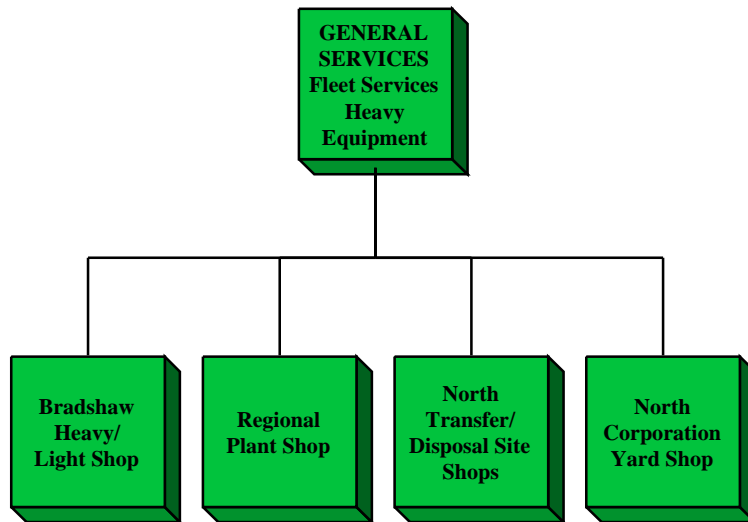 GENERAL
SERVICES
Fleet Services
Heavy
Equipment
Bradshaw
Heavy/
Light Shop
Regional
Plant Shop
North
Transfer/
Disposal Site
Shops
North
Corporation
Yard Shop